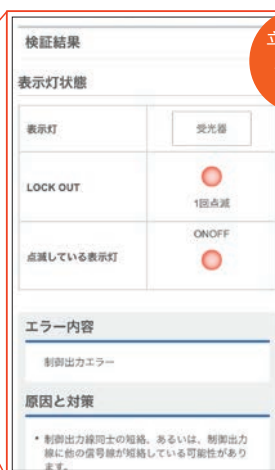 検証結果
立
表示灯状態
表示灯
受光器
LOCK OUT
1回点滅
ONOFF
点滅している表示灯
エラー内容
制御出力エラー
原因と対策
• 制御出力線同士の短絡、あるいは、制御出力
線に他の信号線が短絡している可能性があり
ます。